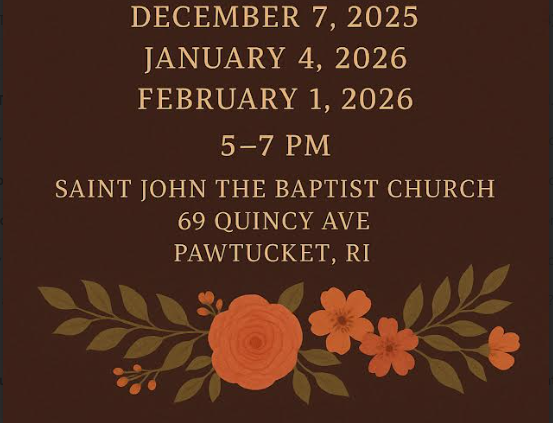 DECEMBER 7, 2025
JANUARY 4, 2026
FEBRUARY 1, 2026
5–7 PM
SAINT JOHN THE BAPTIST CHURCH
69 QUINCY AVE
PAWTUCKET, RI